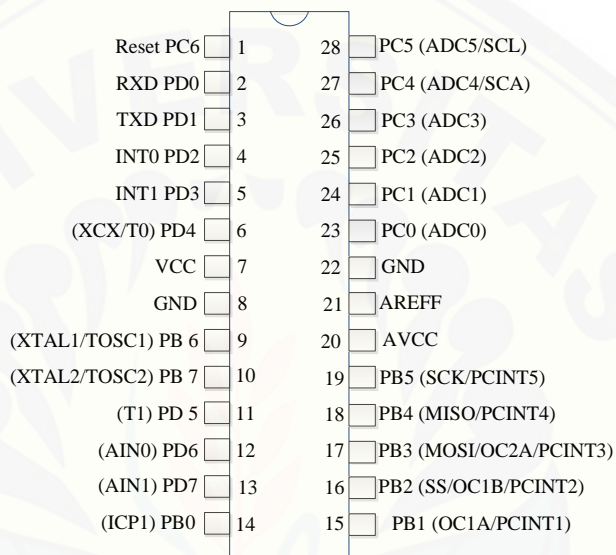 Reset PC6 1 28 PC5 (ADC5/SCL)
RXD PD0 2 27 PC4 (ADC4/SCA)
TXD PD1 3 26 PC3 (ADC3)
INT0 PD2 4 25 PC2 (ADC2)
INT1 PD3 5 24 PC1 (ADC1)
(XCX/T0) PD4 6 23 PC0 (ADC0)
VCC 7 22 GND
GND 8 21 AREFF
(XTAL1/TOSC1) PB 6 9 20 AVCC
(XTAL2/TOSC2) PB 7 10 19 PB5 (SCK/PCINT5)
(T1) PD 5 11 18 PB4 (MISO/PCINT4)
(AIN0) PD6 12 17 PB3 (MOSI/OC2A/PCINT3)
(AIN1) PD7 13 16 PB2 (SS/OC1B/PCINT2)
(ICP1) PB0 14 15 PB1 (OC1A/PCINT1)